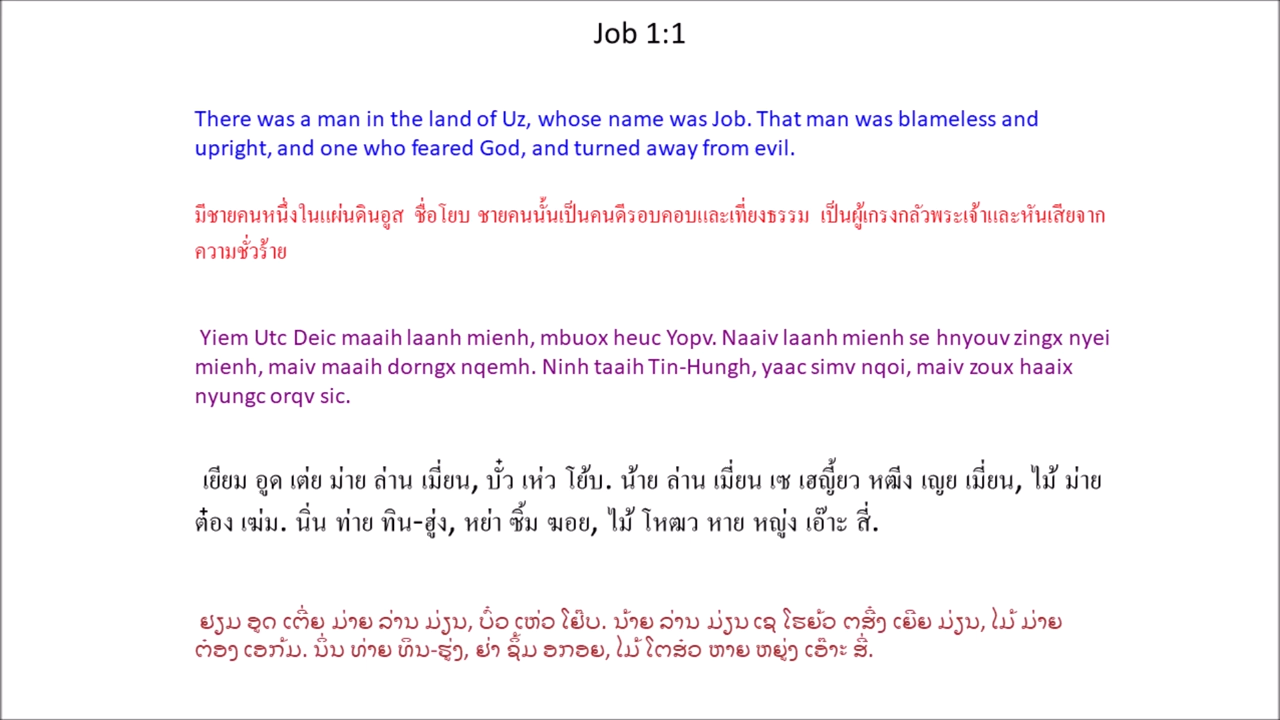 Job 1:1
There was a man in the land of Uz, whose name was Job. That man was blameless and
upright, and one who feared God, and turned away from evil.
มีชายคนหนึ่งในแผ่นดินอูส ชื่อโยบ ชายคนนั้นเป็นคนดีรอบคอบและเที่ยงธรรม เป็นผู้เกรงกลัวพระเจ้าและหันเสียจาก
ความชั่วร้าย
Yiem Utc Deic maaih laanh mienh, mbuox heuc Yopv. Naaiv laanh mienh se hnyouv zingx nyei
mienh, maiv maaih dorngx nqemh. Ninh taaih Tin-Hungh, yaac simv nqoi, maiv zoux haaix
nyungc orqv sic.
เยียม อูด เต่ย ม่าย ล่าน เมี่ยน, บั๋ว เห่ว โย้บ. น้าย ล่าน เมี่ยน เซ เฮญี้ยว หฒีง เญย เมี่ยน, ไม้ ม่าย
ต๋อง เฆ่ม. นิ่น ท่าย ทิน-ฮู่ง, หย่า ซิ้ม ฆอย, ไม้ โหฒว หาย หญู่ง เอ๊าะ สี่.
ຢຽມ ອູດ ເຕີ່ຍ ມ່າຍ ລ່ານ ມ່ຽນ, ບົ໋ວ ເຫ່ວ ໂຢ໊ບ. ນ້າຍ ລ່ານ ມ່ຽນ ເຊ ໂຮຍ້ວ ຕສີ໋ງ ເຍີຍ ມ່ຽນ, ໄມ້ ມ່າຍ
ຕ໋ອງ ເອກ້ມ. ນິ່ນ ທ່າຍ ທິນ-ຮູ່ງ, ຢ່າ ຊິ້ມ ອກອຍ, ໄມ້ ໂຕສ໋ວ ຫາຍ ຫຍູ່ງ ເອ໊າະ ສີ່.